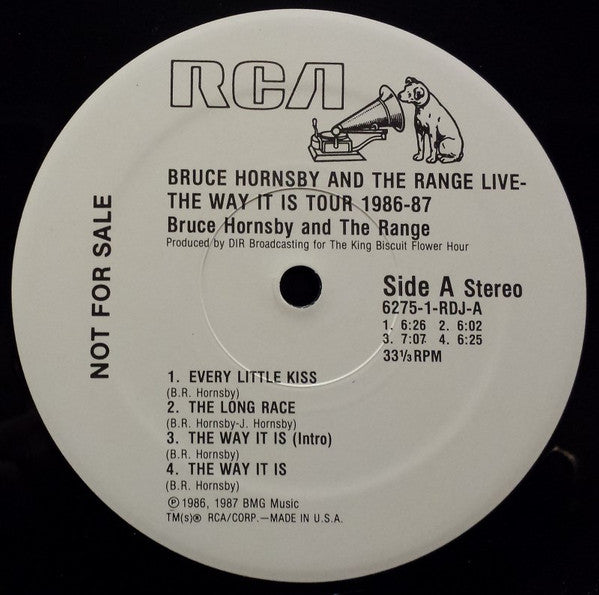 RCA
BRUCE HORNSBY AND THE RANGE LIVE-
THE WAY IT IS TOUR 1986-87
Bruce Hornsby and The Range
Produced by DIR Broadcasting for The King Biscuit Flower Hour
NOT FOR SALE
Side A Stereo
6275-1-RDJ-A
1. 6:26 2. 6:02
3. 7:07 4. 6:25
33⅓ RPM
1. EVERY LITTLE KISS
(B.R. Hornsby)
2. THE LONG RACE
(B.R. Hornsby-J. Hornsby)
3. THE WAY IT IS (Intro)
(B.R. Hornsby)
4. THE WAY IT IS
(B.R. Hornsby)
℗ 1986, 1987 BMG Music
TM(s)® RCA/CORP.—MADE IN U.S.A.